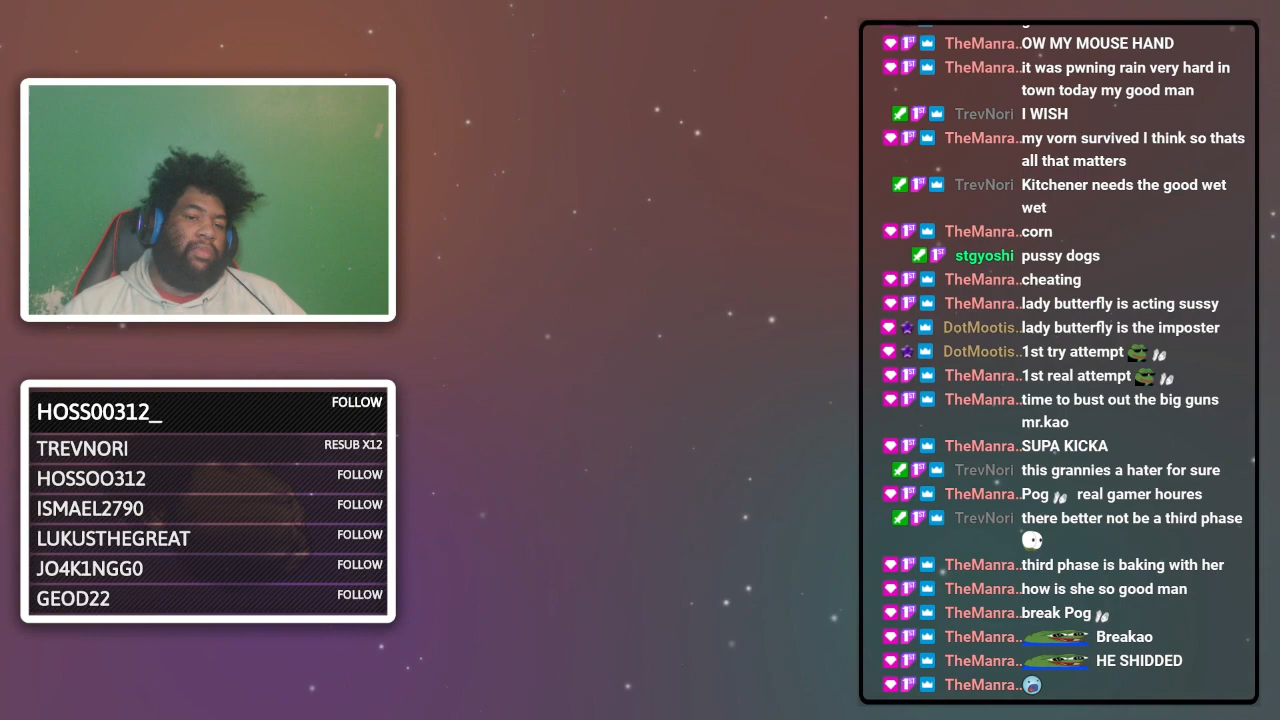 HOSS00312_ FOLLOW
TREVNORI RESUB X12
HOSSOO312 FOLLOW
ISMAEL2790 FOLLOW
LUKUSTHEGREAT FOLLOW
JO4K1NGG0 FOLLOW
GEOD22 FOLLOW
TheManra..OW MY MOUSE HAND
TheManra..it was pwning rain very hard in
town today my good man
TrevNori I WISH
TheManra..my vorn survived I think so thats
all that matters
TrevNori Kitchener needs the good wet
wet
TheManra..corn
stgyoshi pussy dogs
TheManra..cheating
TheManra..lady butterfly is acting sussy
DotMootis..lady butterfly is the imposter
DotMootis..1st try attempt
TheManra..1st real attempt
TheManra..time to bust out the big guns
mr.kao
TheManra..SUPA KICKA
TrevNori this grannies a hater for sure
TheManra..Pog real gamer houres
TrevNori there better not be a third phase
TheManra..third phase is baking with her
TheManra..how is she so good man
TheManra..break Pog
TheManra.. Breakao
TheManra.. HE SHIDDED
TheManra..